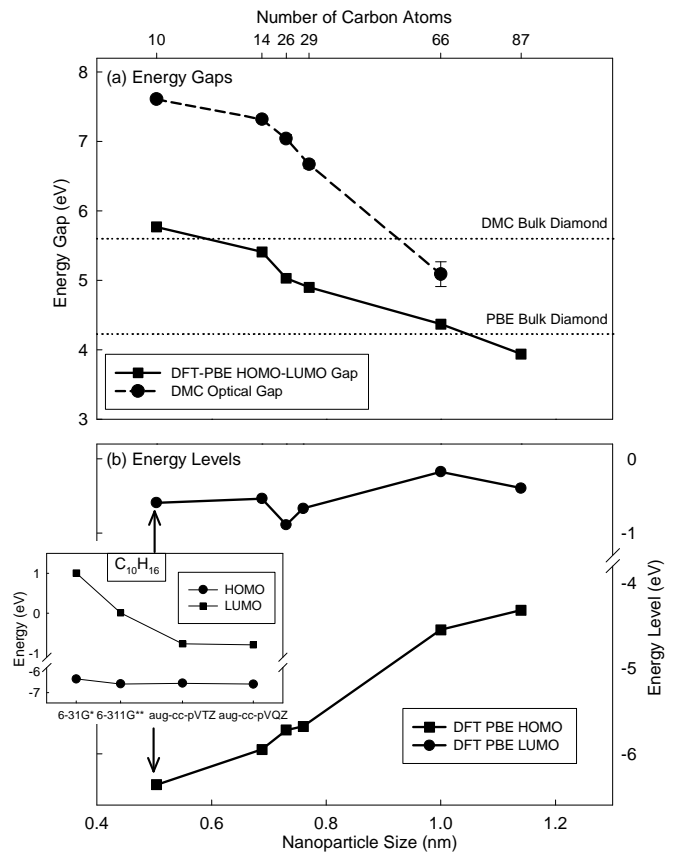 Number of Carbon Atoms
10 14 26 29 66 87
(a) Energy Gaps
8
7
6
5
4
3
Energy Gap (eV)
DMC Bulk Diamond
PBE Bulk Diamond
DFT-PBE HOMO-LUMO Gap
DMC Optical Gap
(b) Energy Levels
0
-1
-4
-5
-6
Energy Level (eV)
C₁₀H₁₆
HOMO
LUMO
1
0
-1
-6
-7
Energy (eV)
6-31G* 6-311G** aug-cc-pVTZ aug-cc-pVQZ
DFT PBE HOMO
DFT PBE LUMO
0.4 0.6 0.8 1.0 1.2
Nanoparticle Size (nm)